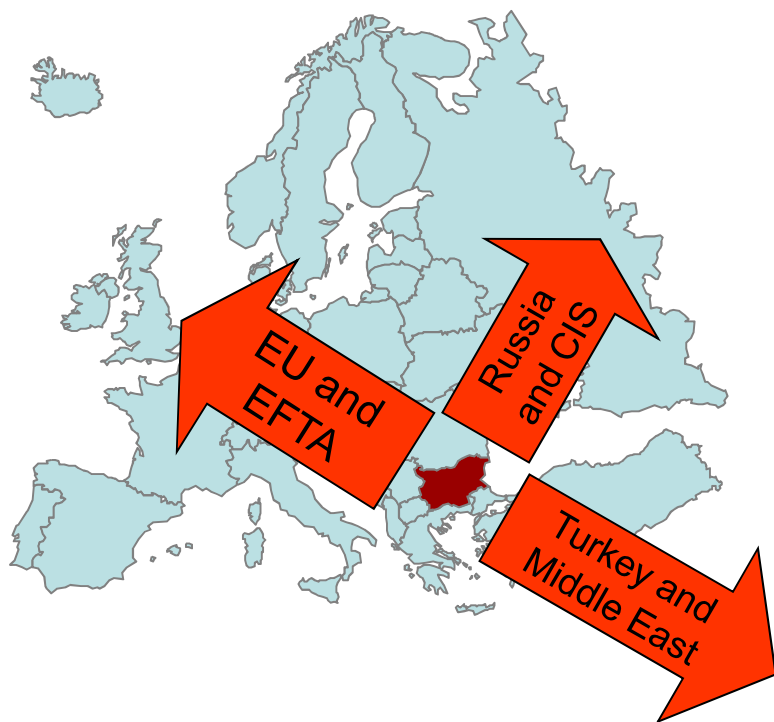 EU and
EFTA
Russia
and CIS
Turkey and
Middle East